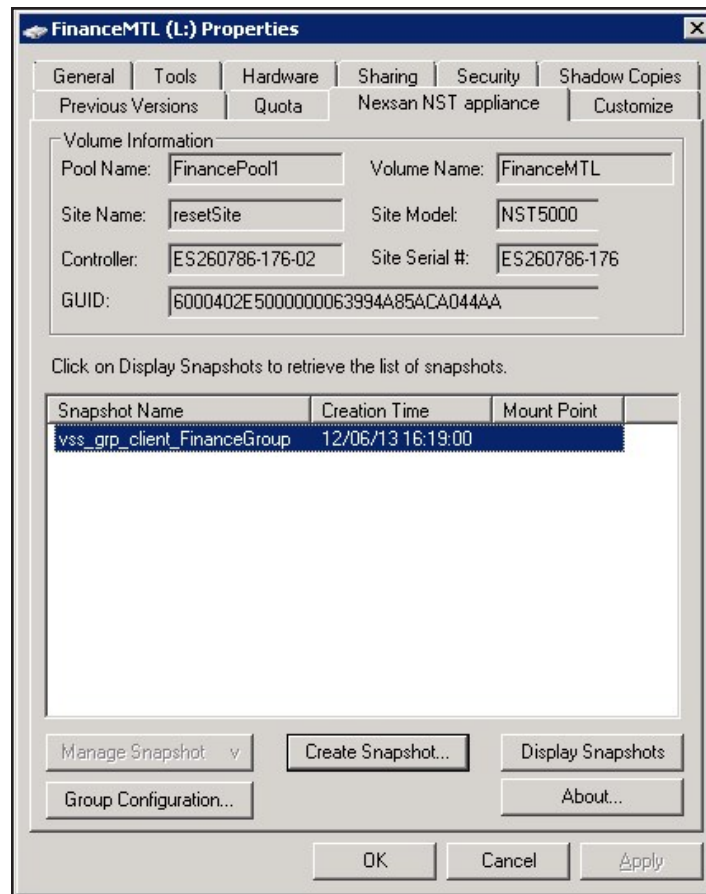 FinanceMTL (L:) Properties
General Tools Hardware Sharing Security Shadow Copies
Previous Versions Quota Nexsan NST appliance Customize
Volume Information
Pool Name: FinancePool1 Volume Name: FinanceMTL
Site Name: resetSite Site Model: NST5000
Controller: ES260786-176-02 Site Serial #: ES260786-176
GUID: 6000402E5000000063994A85ACA044AA
Click on Display Snapshots to retrieve the list of snapshots.
Snapshot Name Creation Time Mount Point
vss_grp_client_FinanceGroup 12/06/13 16:19:00
Manage Snapshot v Create Snapshot... Display Snapshots
Group Configuration... About...
OK Cancel Apply